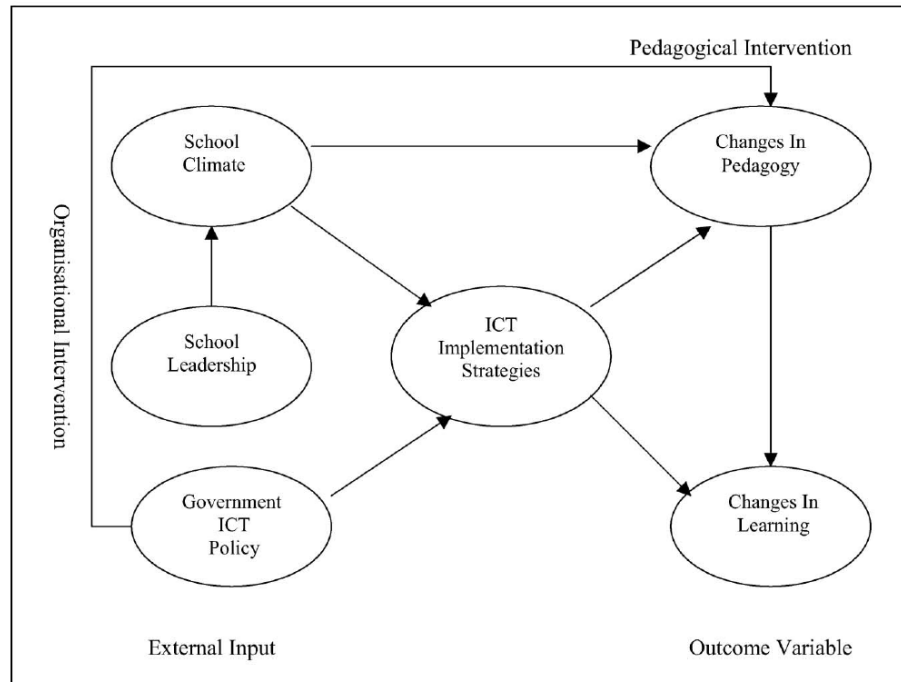 Pedagogical Intervention
School
Climate
Changes In
Pedagogy
Organisational Intervention
School
Leadership
ICT
Implementation
Strategies
Government
ICT
Policy
Changes In
Learning
External Input
Outcome Variable